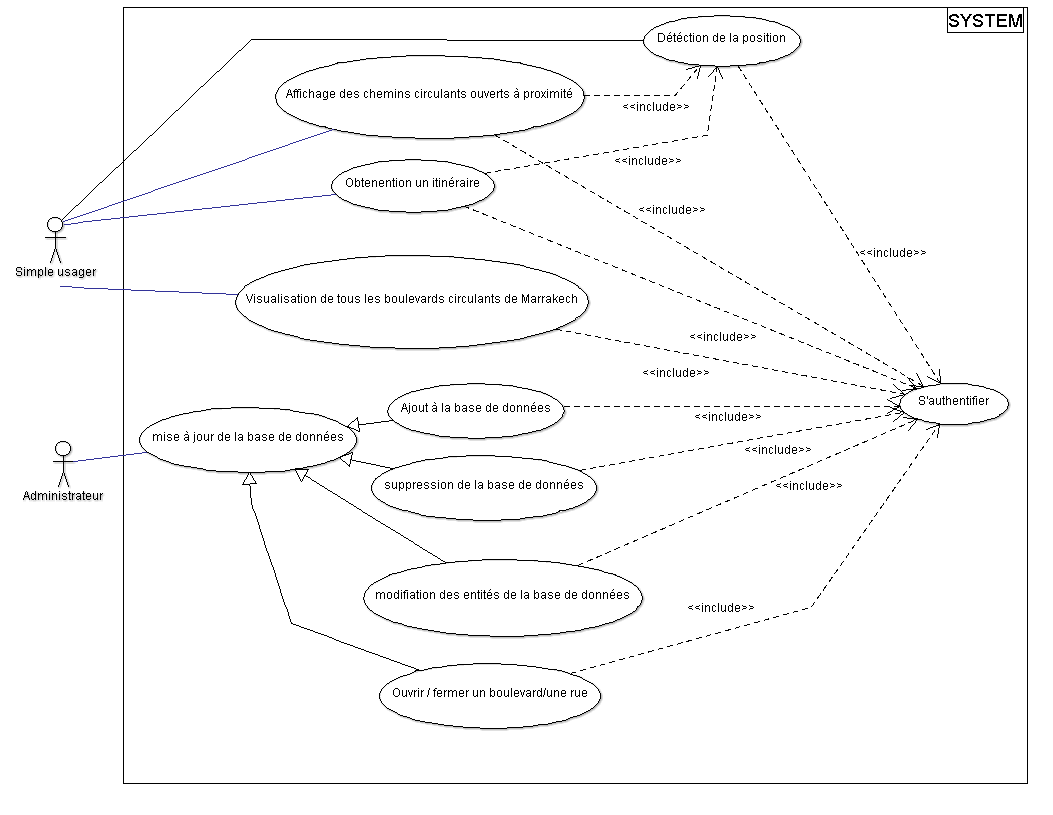 SYSTEM
Détéction de la position
Affichage des chemins circulants ouverts à proximité
<<include>>
<<include>>
Obtenention un itinéraire
<<include>>
<<include>>
Simple usager
Visualisation de tous les boulevards circulants de Marrakech
<<include>>
<<include>>
S'authentifier
Ajout à la base de données
<<include>>
mise à jour de la base de données
<<include>>
suppression de la base de données
<<include>>
Administrateur
modifiation des entités de la base de données
<<include>>
Ouvrir / fermer un boulevard/une rue